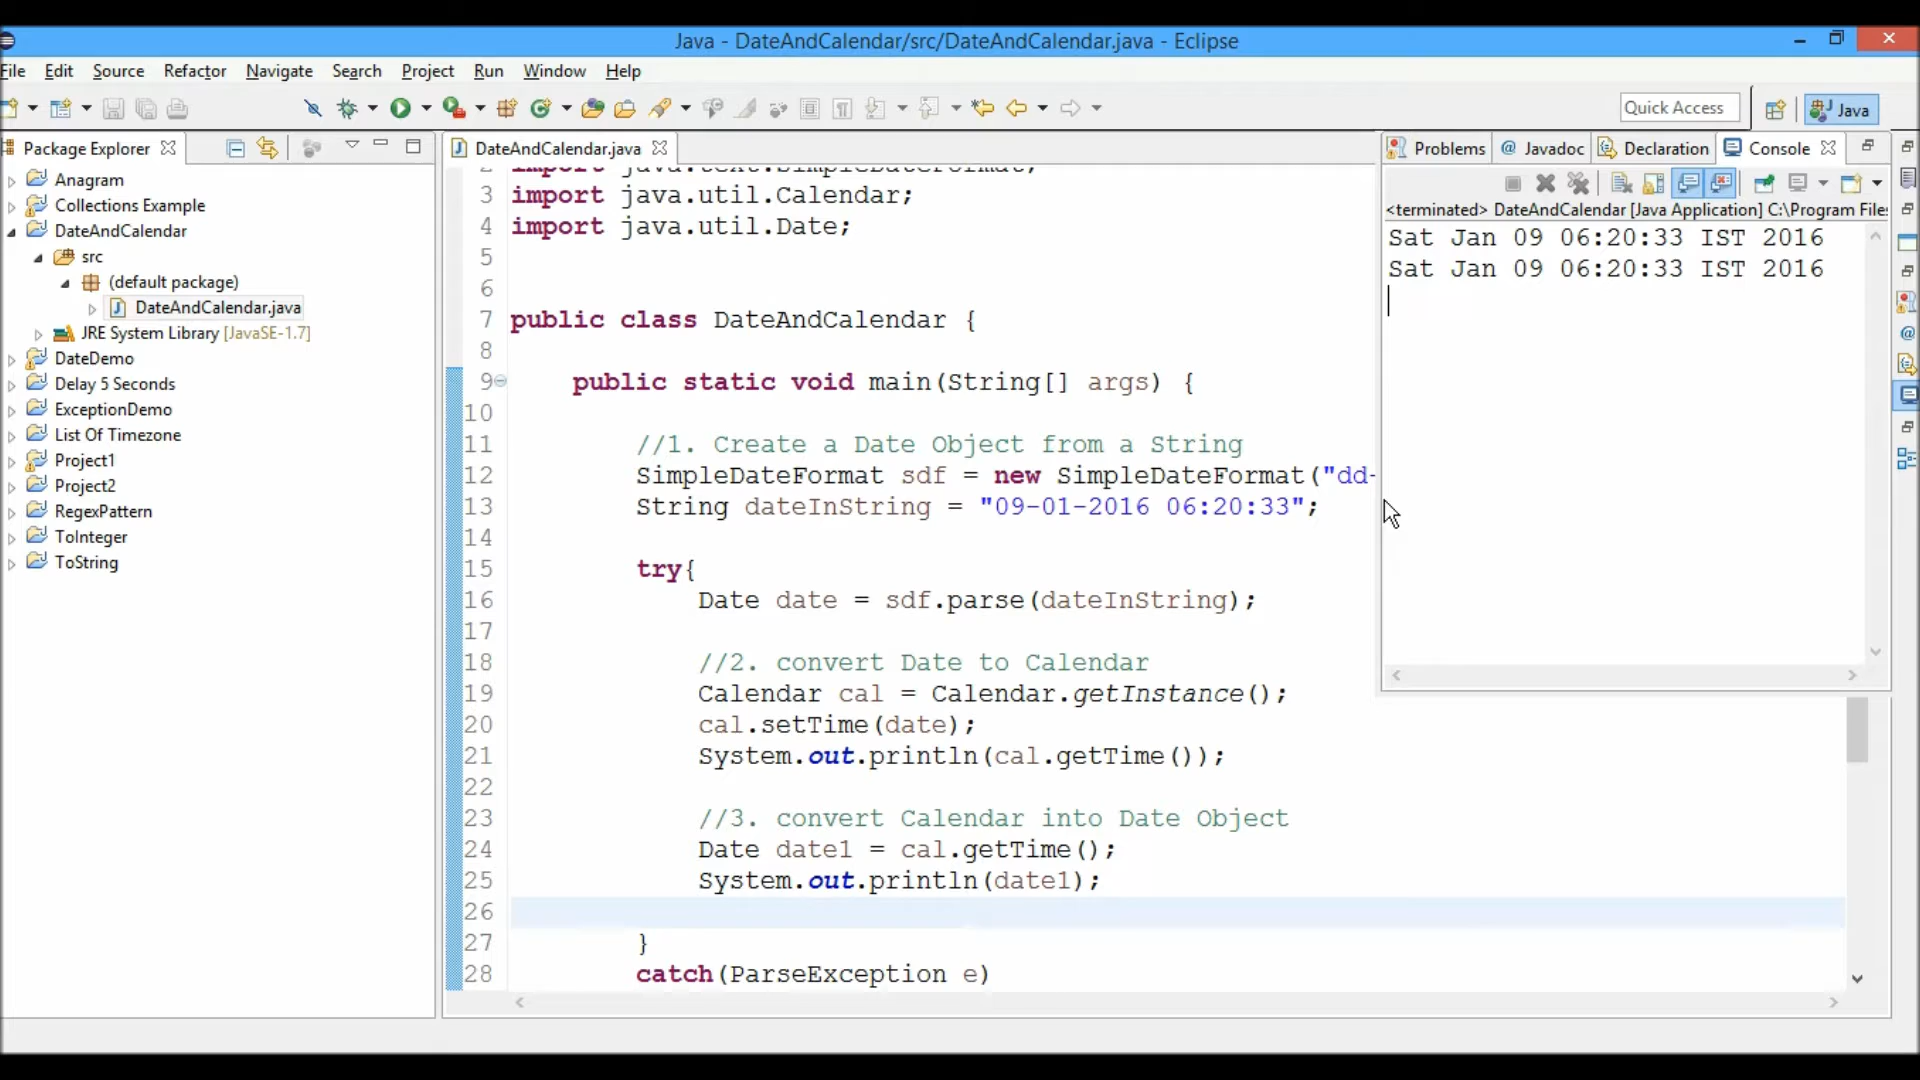 Java - DateAndCalendar/src/DateAndCalendar.java - Eclipse
File Edit Source Refactor Navigate Search Project Run Window Help
Quick Access
Java
Package Explorer
Anagram
Collections Example
DateAndCalendar
src
(default package)
DateAndCalendar.java
JRE System Library [JavaSE-1.7]
DateDemo
Delay 5 Seconds
ExceptionDemo
List Of Timezone
Project1
Project2
RegexPattern
ToInteger
ToString
DateAndCalendar.java
2 import java.text.SimpleDateFormat;
3 import java.util.Calendar;
4 import java.util.Date;
5
6
7 public class DateAndCalendar {
8
9 public static void main(String[] args) {
10
11 //1. Create a Date Object from a String
12 SimpleDateFormat sdf = new SimpleDateFormat("dd-
13 String dateInString = "09-01-2016 06:20:33";
14
15 try{
16 Date date = sdf.parse(dateInString);
17
18 //2. convert Date to Calendar
19 Calendar cal = Calendar.getInstance();
20 cal.setTime(date);
21 System.out.println(cal.getTime());
22
23 //3. convert Calendar into Date Object
24 Date date1 = cal.getTime();
25 System.out.println(date1);
26
27 }
28 catch(ParseException e)
Problems @ Javadoc Declaration Console
<terminated> DateAndCalendar [Java Application] C:\Program Files
Sat Jan 09 06:20:33 IST 2016
Sat Jan 09 06:20:33 IST 2016